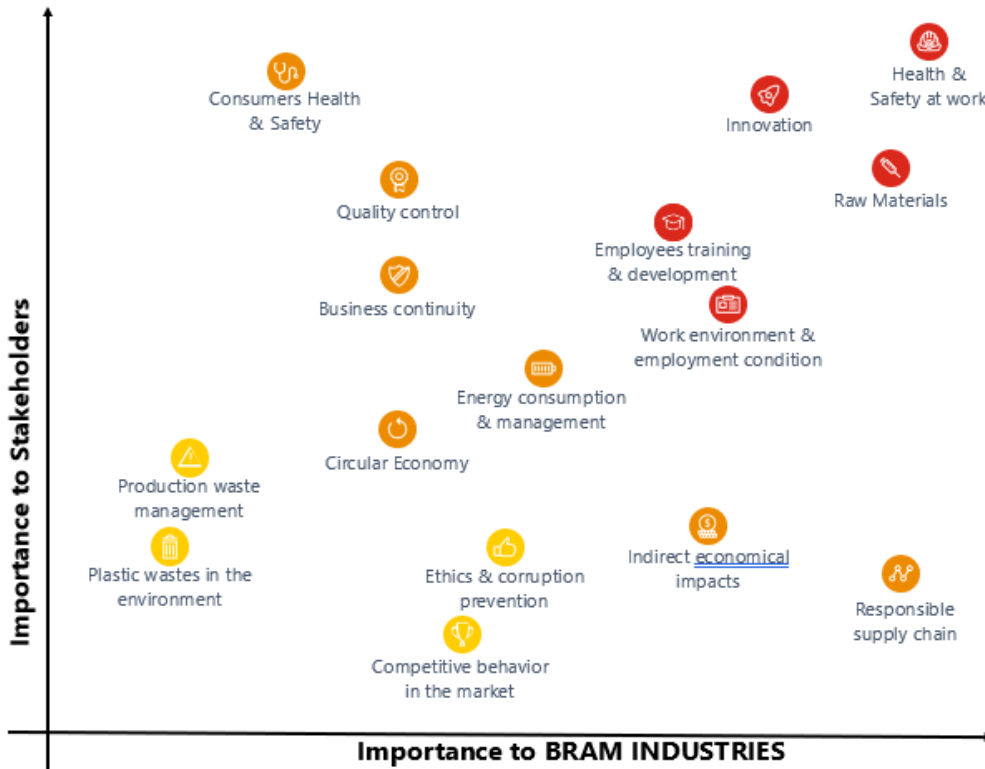 Health &
Safety at work
Consumers Health
& Safety
Innovation
Raw Materials
Quality control
Employees training
& development
Business continuity
Work environment &
employment condition
Energy consumption
& management
Circular Economy
Production waste
management
Indirect economical
impacts
Plastic wastes in the
environment
Ethics & corruption
prevention
Responsible
supply chain
Competitive behavior
in the market
Importance to Stakeholders
Importance to BRAM INDUSTRIES